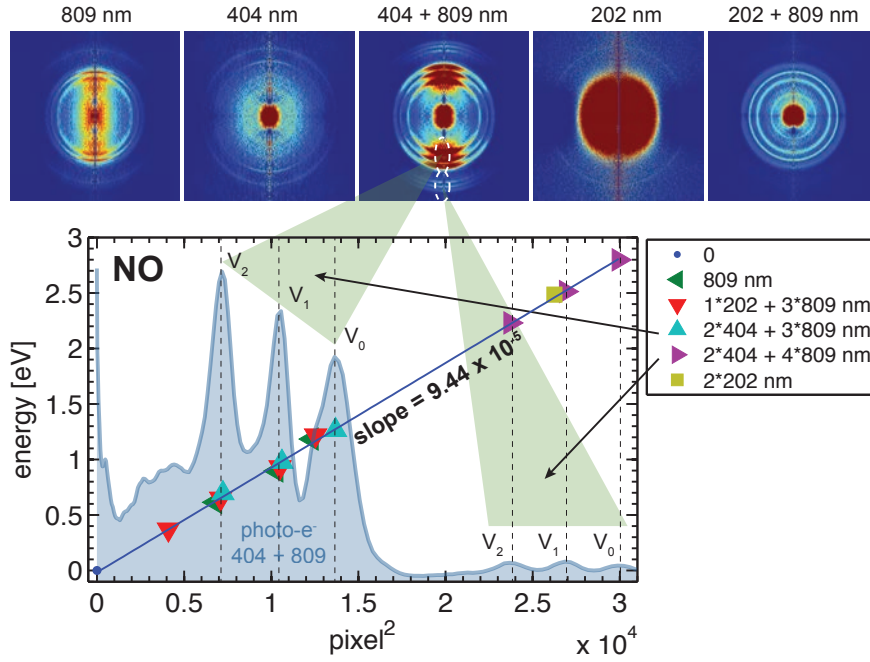 809 nm
404 nm
404 + 809 nm
202 nm
202 + 809 nm
NO
3
2.5
2
1.5
1
0.5
0
energy [eV]
V2
V1
V0
slope = 9.44 x 10-5
photo-e-
404 + 809
V2
V1
V0
0
0.5
1
1.5
2
2.5
3
pixel2
x 104
0
809 nm
1*202 + 3*809 nm
2*404 + 3*809 nm
2*404 + 4*809 nm
2*202 nm